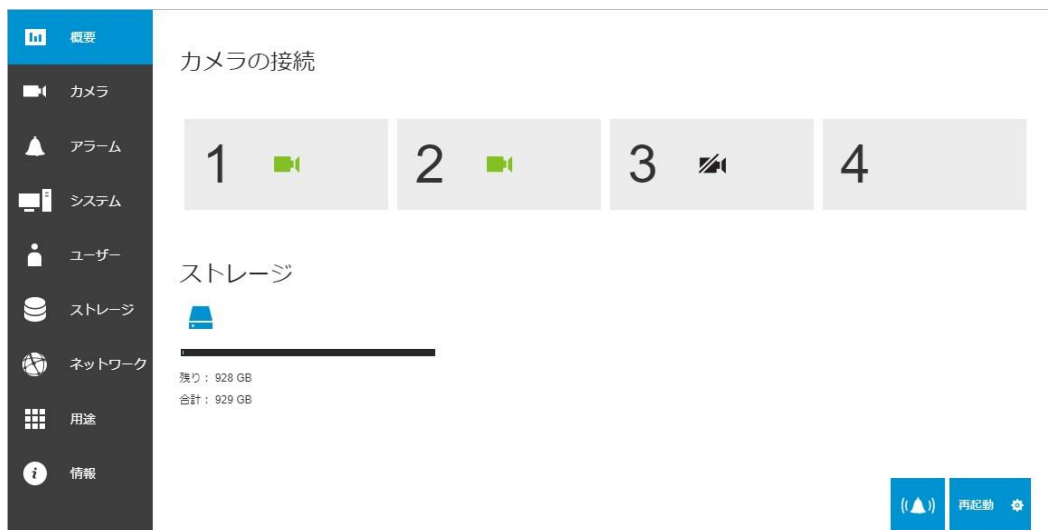 概要
カメラ
アラーム
システム
ユーザー
ストレージ
ネットワーク
用途
情報
カメラの接続
1
2
3
4
ストレージ
残り： 928 GB
合計： 929 GB
再起動